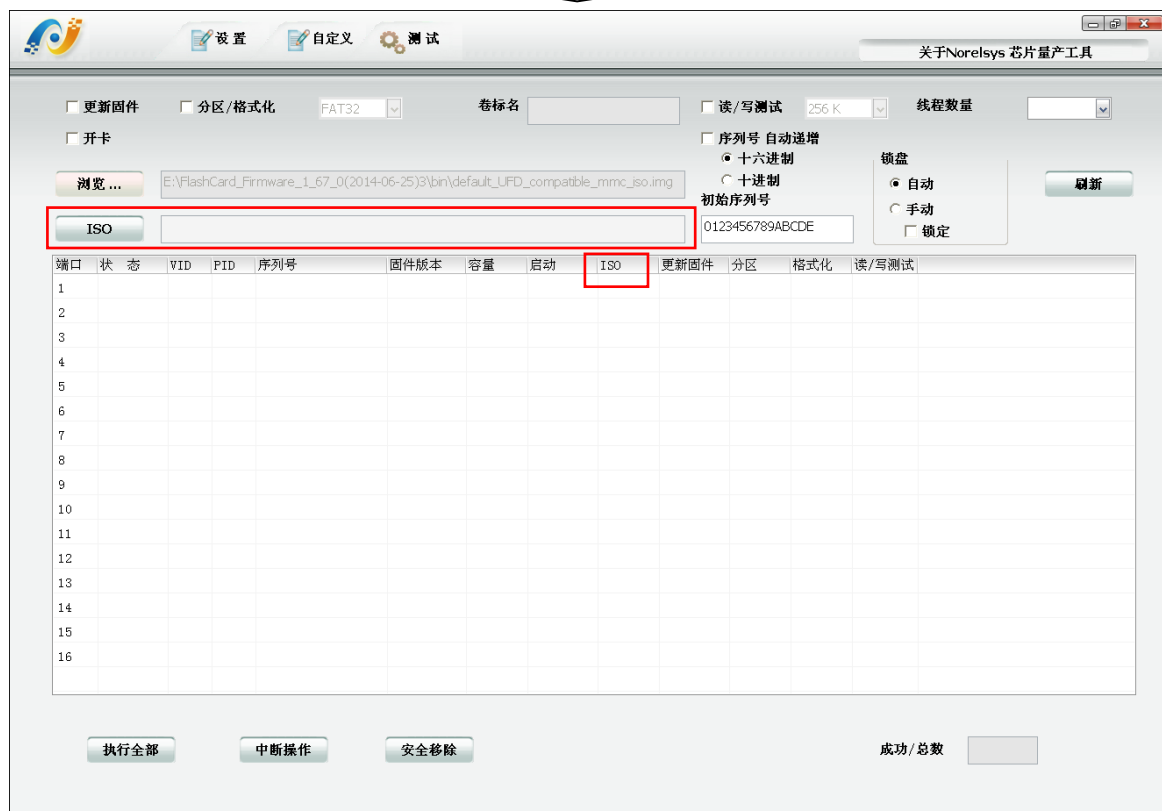 设 置
自定义
测 试
关于Norelsys 芯片量产工具
更新固件
分区/格式化
FAT32
卷标名
读/写测试
256 K
线程数量
开卡
序列号 自动递增
十六进制
锁盘
浏览 ...
E:\FlashCard_Firmware_1_67_0(2014-06-25)3\bin\default_UFD_compatible_mmc_iso.img
十进制
自动
刷新
初始序列号
手动
ISO
0123456789ABCDE
锁定
端口 状 态 VID PID 序列号 固件版本 容量 启动 ISO 更新固件 分区 格式化 读/写测试
1
2
3
4
5
6
7
8
9
10
11
12
13
14
15
16
执行全部 中断操作 安全移除 成功/总数